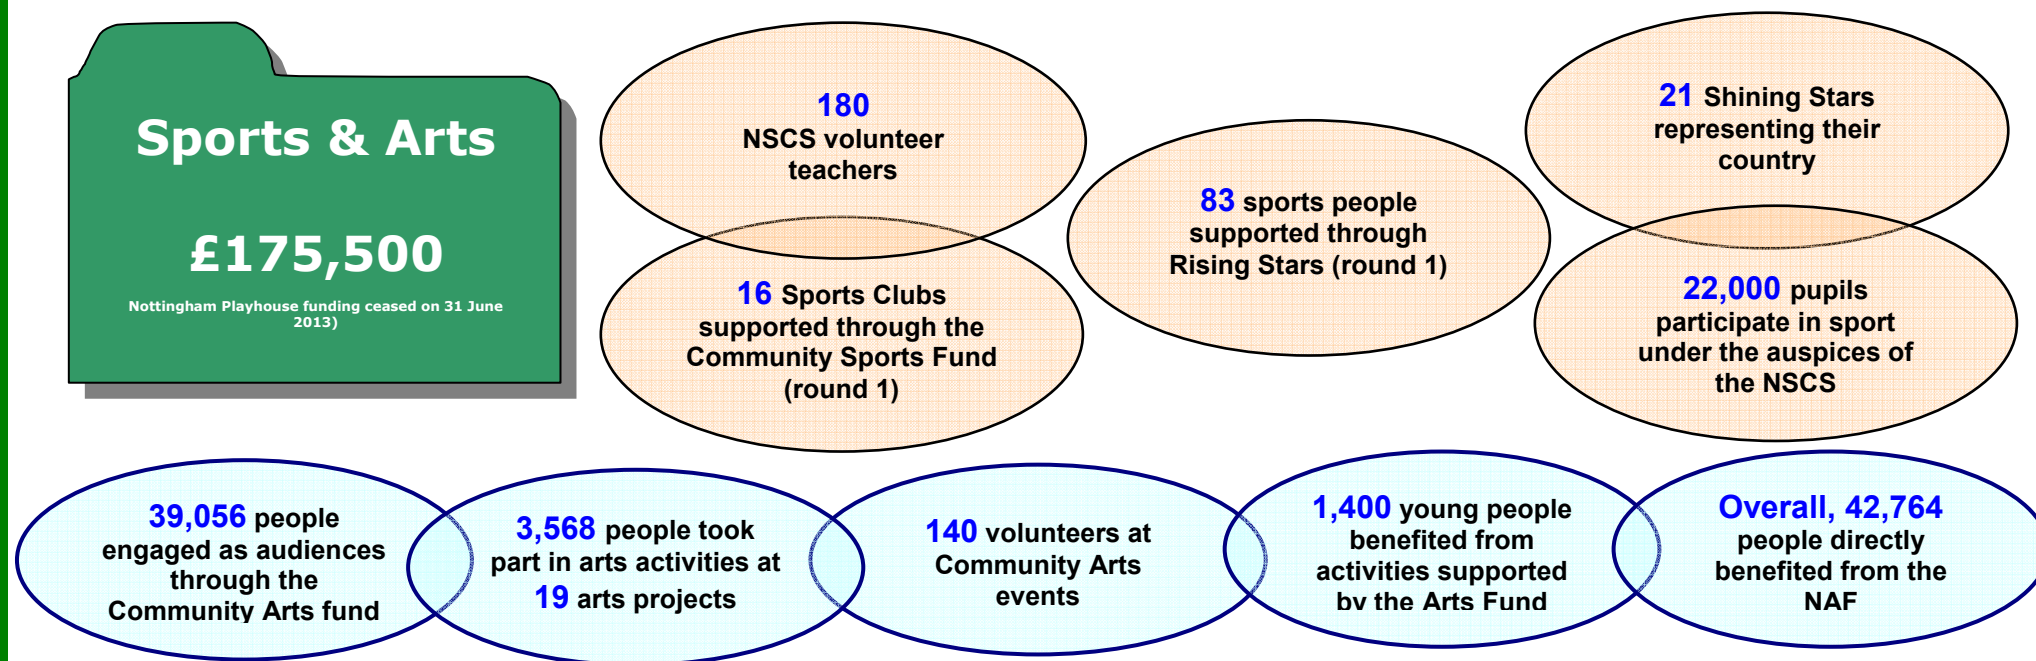 Sports & Arts
£175,500
Nottingham Playhouse funding ceased on 31 June
2013)
180
NSCS volunteer
teachers
16 Sports Clubs
supported through the
Community Sports Fund
(round 1)
83 sports people
supported through
Rising Stars (round 1)
21 Shining Stars
representing their
country
22,000 pupils
participate in sport
under the auspices of
the NSCS
39,056 people
engaged as audiences
through the
Community Arts fund
3,568 people took
part in arts activities at
19 arts projects
140 volunteers at
Community Arts
events
1,400 young people
benefited from
activities supported
by the Arts Fund
Overall, 42,764
people directly
benefited from the
NAF